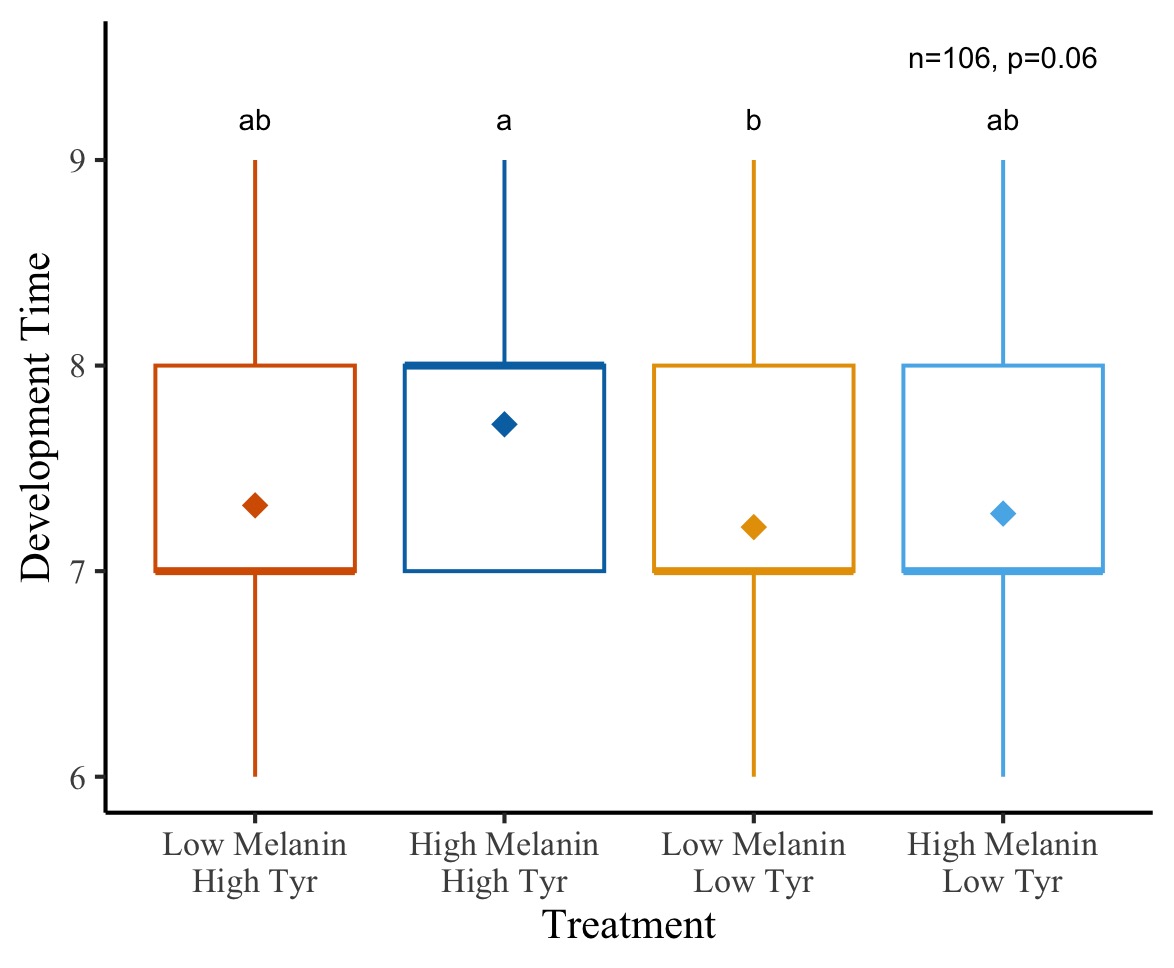 n=106, p=0.06
ab
a
b
ab
9
8
7
6
Development Time
Low Melanin
High Tyr
High Melanin
High Tyr
Low Melanin
Low Tyr
High Melanin
Low Tyr
Treatment